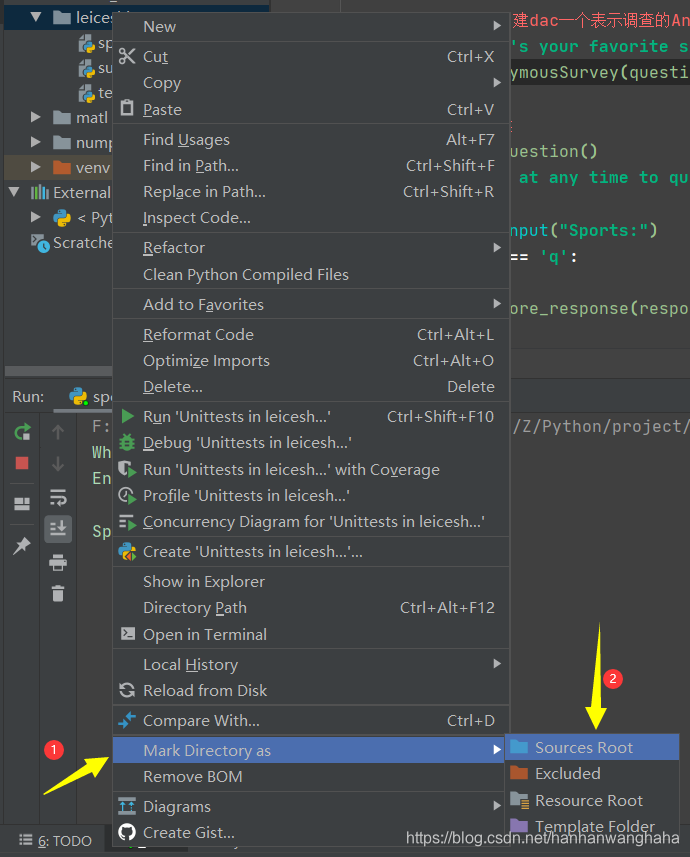 leicesh
New
建dac一个表示调查的An
Cut Ctrl+X
's your favorite s
Copy
ymousSurvey(questi
Paste Ctrl+V
matl
Find Usages Alt+F7
nump
uestion()
Find in Path... Ctrl+Shift+F
venv
at any time to qu
Replace in Path... Ctrl+Shift+R
External
Inspect Code...
< Pyt
nput("Sports:")
Scratche
Refactor
== 'q':
Clean Python Compiled Files
Add to Favorites
ore_response(respo
Reformat Code Ctrl+Alt+L
Optimize Imports Ctrl+Alt+O
Delete... Delete
Run:
Run 'Unittests in leicesh...' Ctrl+Shift+F10
F:
/Z/Python/project/
Debug 'Unittests in leicesh...'
Wh
Run 'Unittests in leicesh...' with Coverage
En
Profile 'Unittests in leicesh...'
Concurrency Diagram for 'Unittests in leicesh...'
Sp
Create 'Unittests in leicesh...'...
Show in Explorer
Directory Path Ctrl+Alt+F12
Open in Terminal
Local History
Reload from Disk
2
Compare With... Ctrl+D
1
Mark Directory as
Sources Root
Remove BOM
Excluded
Diagrams
Resource Root
Create Gist...
Template Folder
6: TODO
https://blog.csdn.net/hannanwanghaha